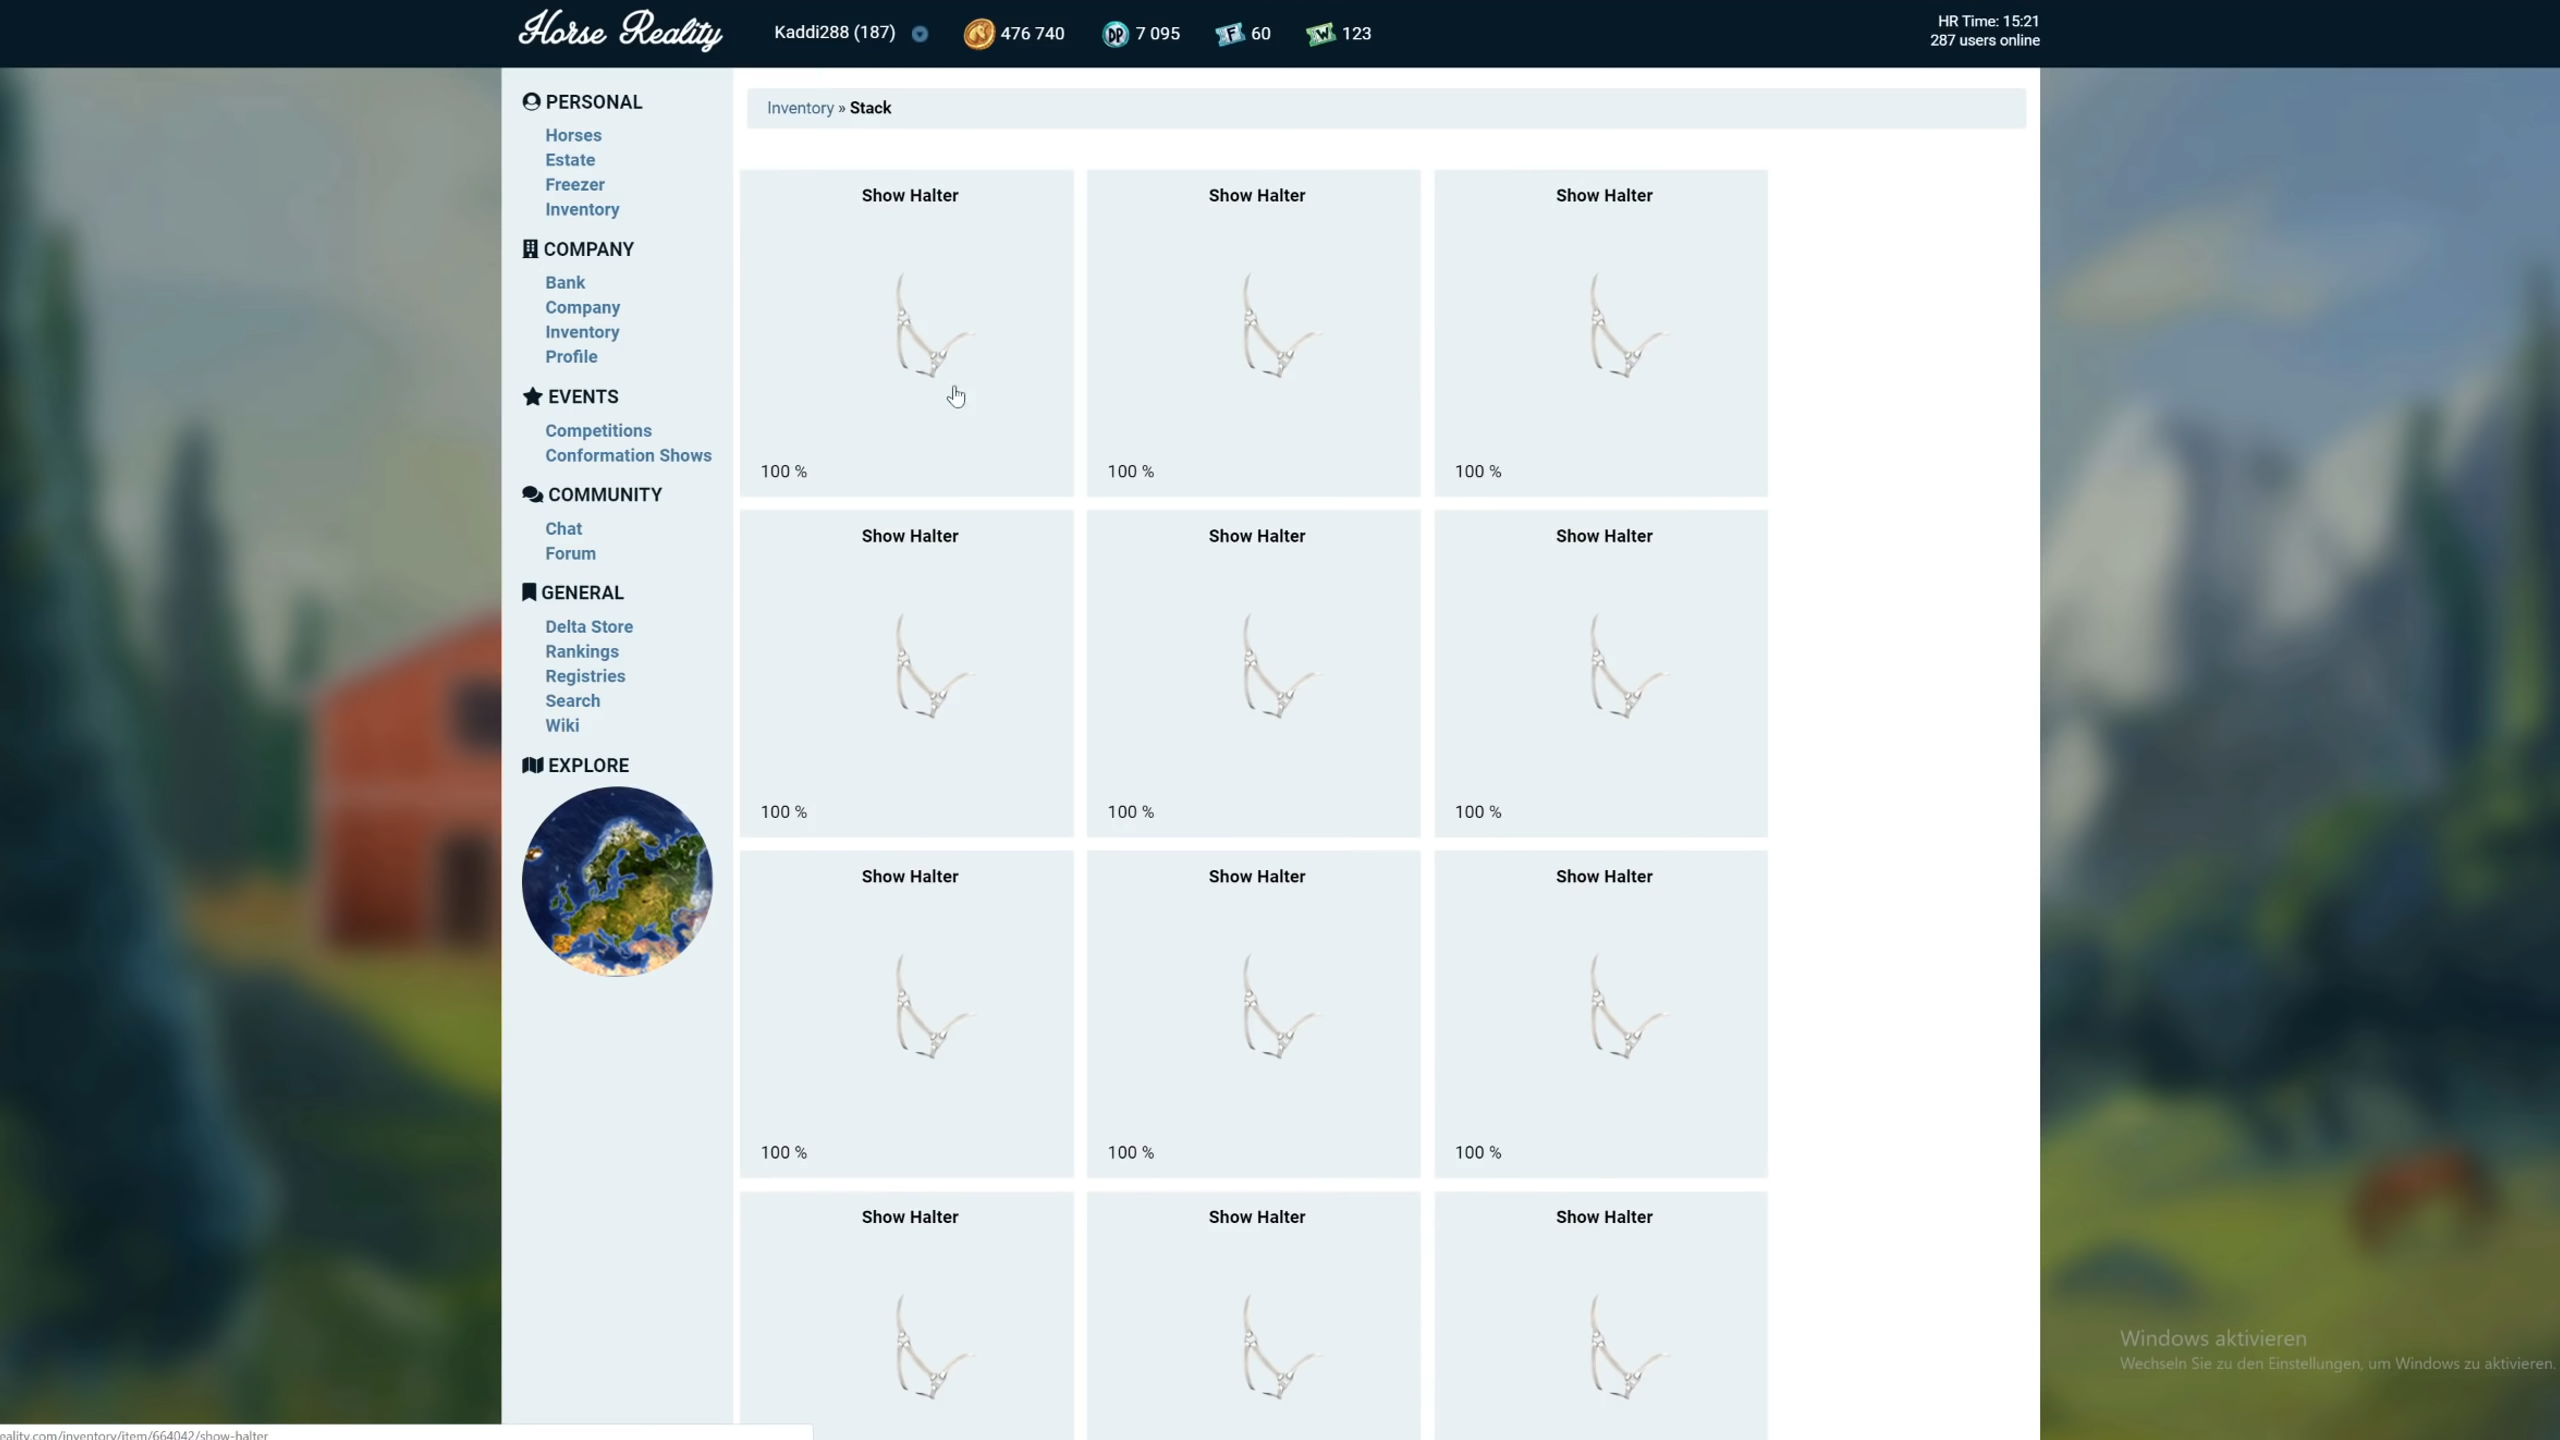 Horse Reality
Kaddi288 (187)
476 740
DP
7 095
F
60
W
123
HR Time: 15:21
287 users online
PERSONAL
Horses
Estate
Freezer
Inventory
COMPANY
Bank
Company
Inventory
Profile
EVENTS
Competitions
Conformation Shows
COMMUNITY
Chat
Forum
GENERAL
Delta Store
Rankings
Registries
Search
Wiki
EXPLORE
Inventory » Stack
Show Halter Show Halter Show Halter
100 % 100 % 100 %
Show Halter Show Halter Show Halter
100 % 100 % 100 %
Show Halter Show Halter Show Halter
100 % 100 % 100 %
Show Halter Show Halter Show Halter
Windows aktivieren
Wechseln Sie zu den Einstellungen, um Windows zu aktivieren.
eality.com/inventory/item/664042/show-halter